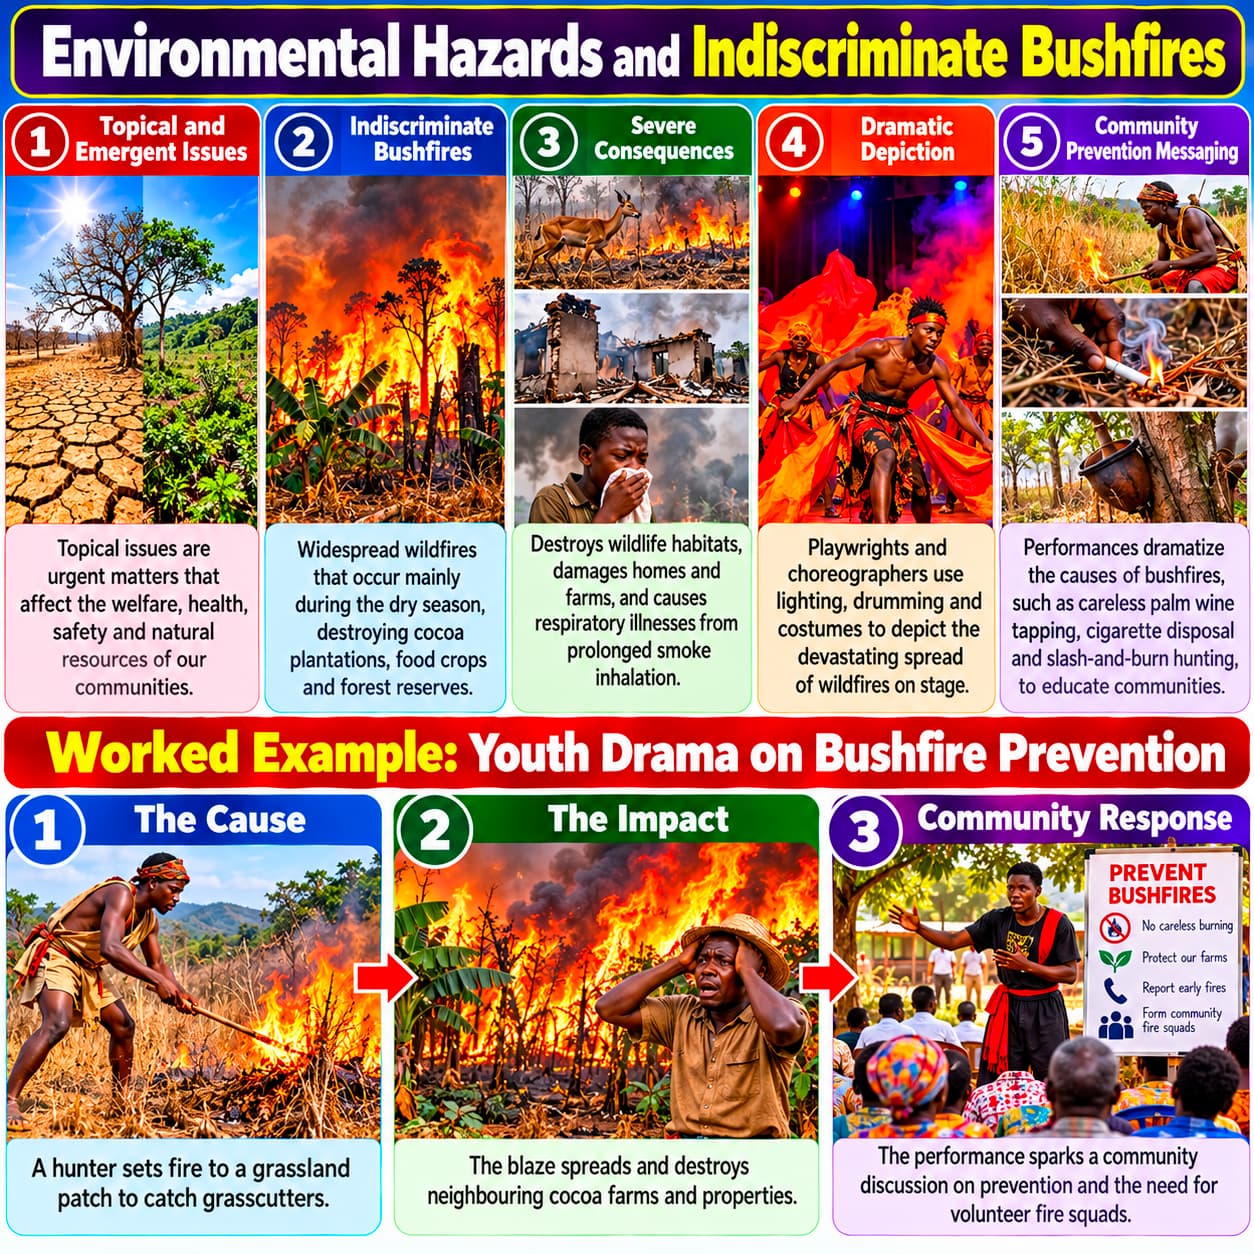 Environmental Hazards and Indiscriminate Bushfires
1 Topical and
Emergent Issues
Topical issues are
urgent matters that
affect the welfare, health,
safety and natural
resources of our
communities.
2 Indiscriminate
Bushfires
Widespread wildfires
that occur mainly
during the dry season,
destroying cocoa
plantations, food crops
and forest reserves.
3 Severe
Consequences
Destroys wildlife habitats,
damages homes and
farms, and causes
respiratory illnesses from
prolonged smoke
inhalation.
4 Dramatic
Depiction
Playwrights and
choreographers use
lighting, drumming and
costumes to depict the
devastating spread
of wildfires on stage.
5 Community
Prevention Messaging
Performances dramatize
the causes of bushfires,
such as careless palm wine
tapping, cigarette disposal
and slash-and-burn hunting,
to educate communities.
Worked Example: Youth Drama on Bushfire Prevention
1 The Cause
A hunter sets fire to a grassland
patch to catch grasscutters.
2 The Impact
The blaze spreads and destroys
neighbouring cocoa farms and properties.
3 Community Response
PREVENT
BUSHFIRES
No careless burning
Protect our farms
Report early fires
Form community
fire squads
The performance sparks a community
discussion on prevention and the need for
volunteer fire squads.